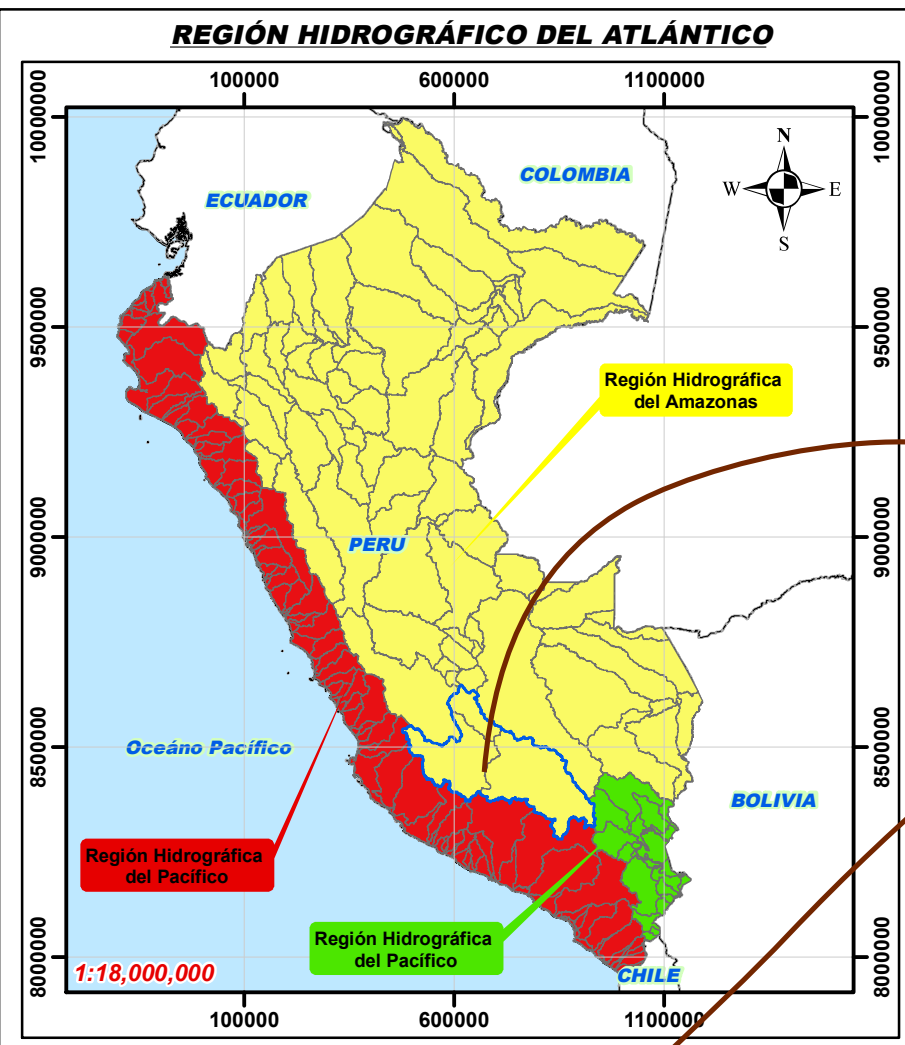 REGIÓN HIDROGRÁFICO DEL ATLÁNTICO
100000 600000 1100000
10000000
9500000
9000000
8500000
8000000
10000000
9500000
9000000
8500000
8000000
N
W E
S
COLOMBIA
ECUADOR
Región Hidrográfica
del Amazonas
PERU
Oceáno Pacífico
BOLIVIA
Región Hidrográfica
del Pacífico
Región Hidrográfica
del Pacífico
1:18,000,000
CHILE
100000 600000 1100000